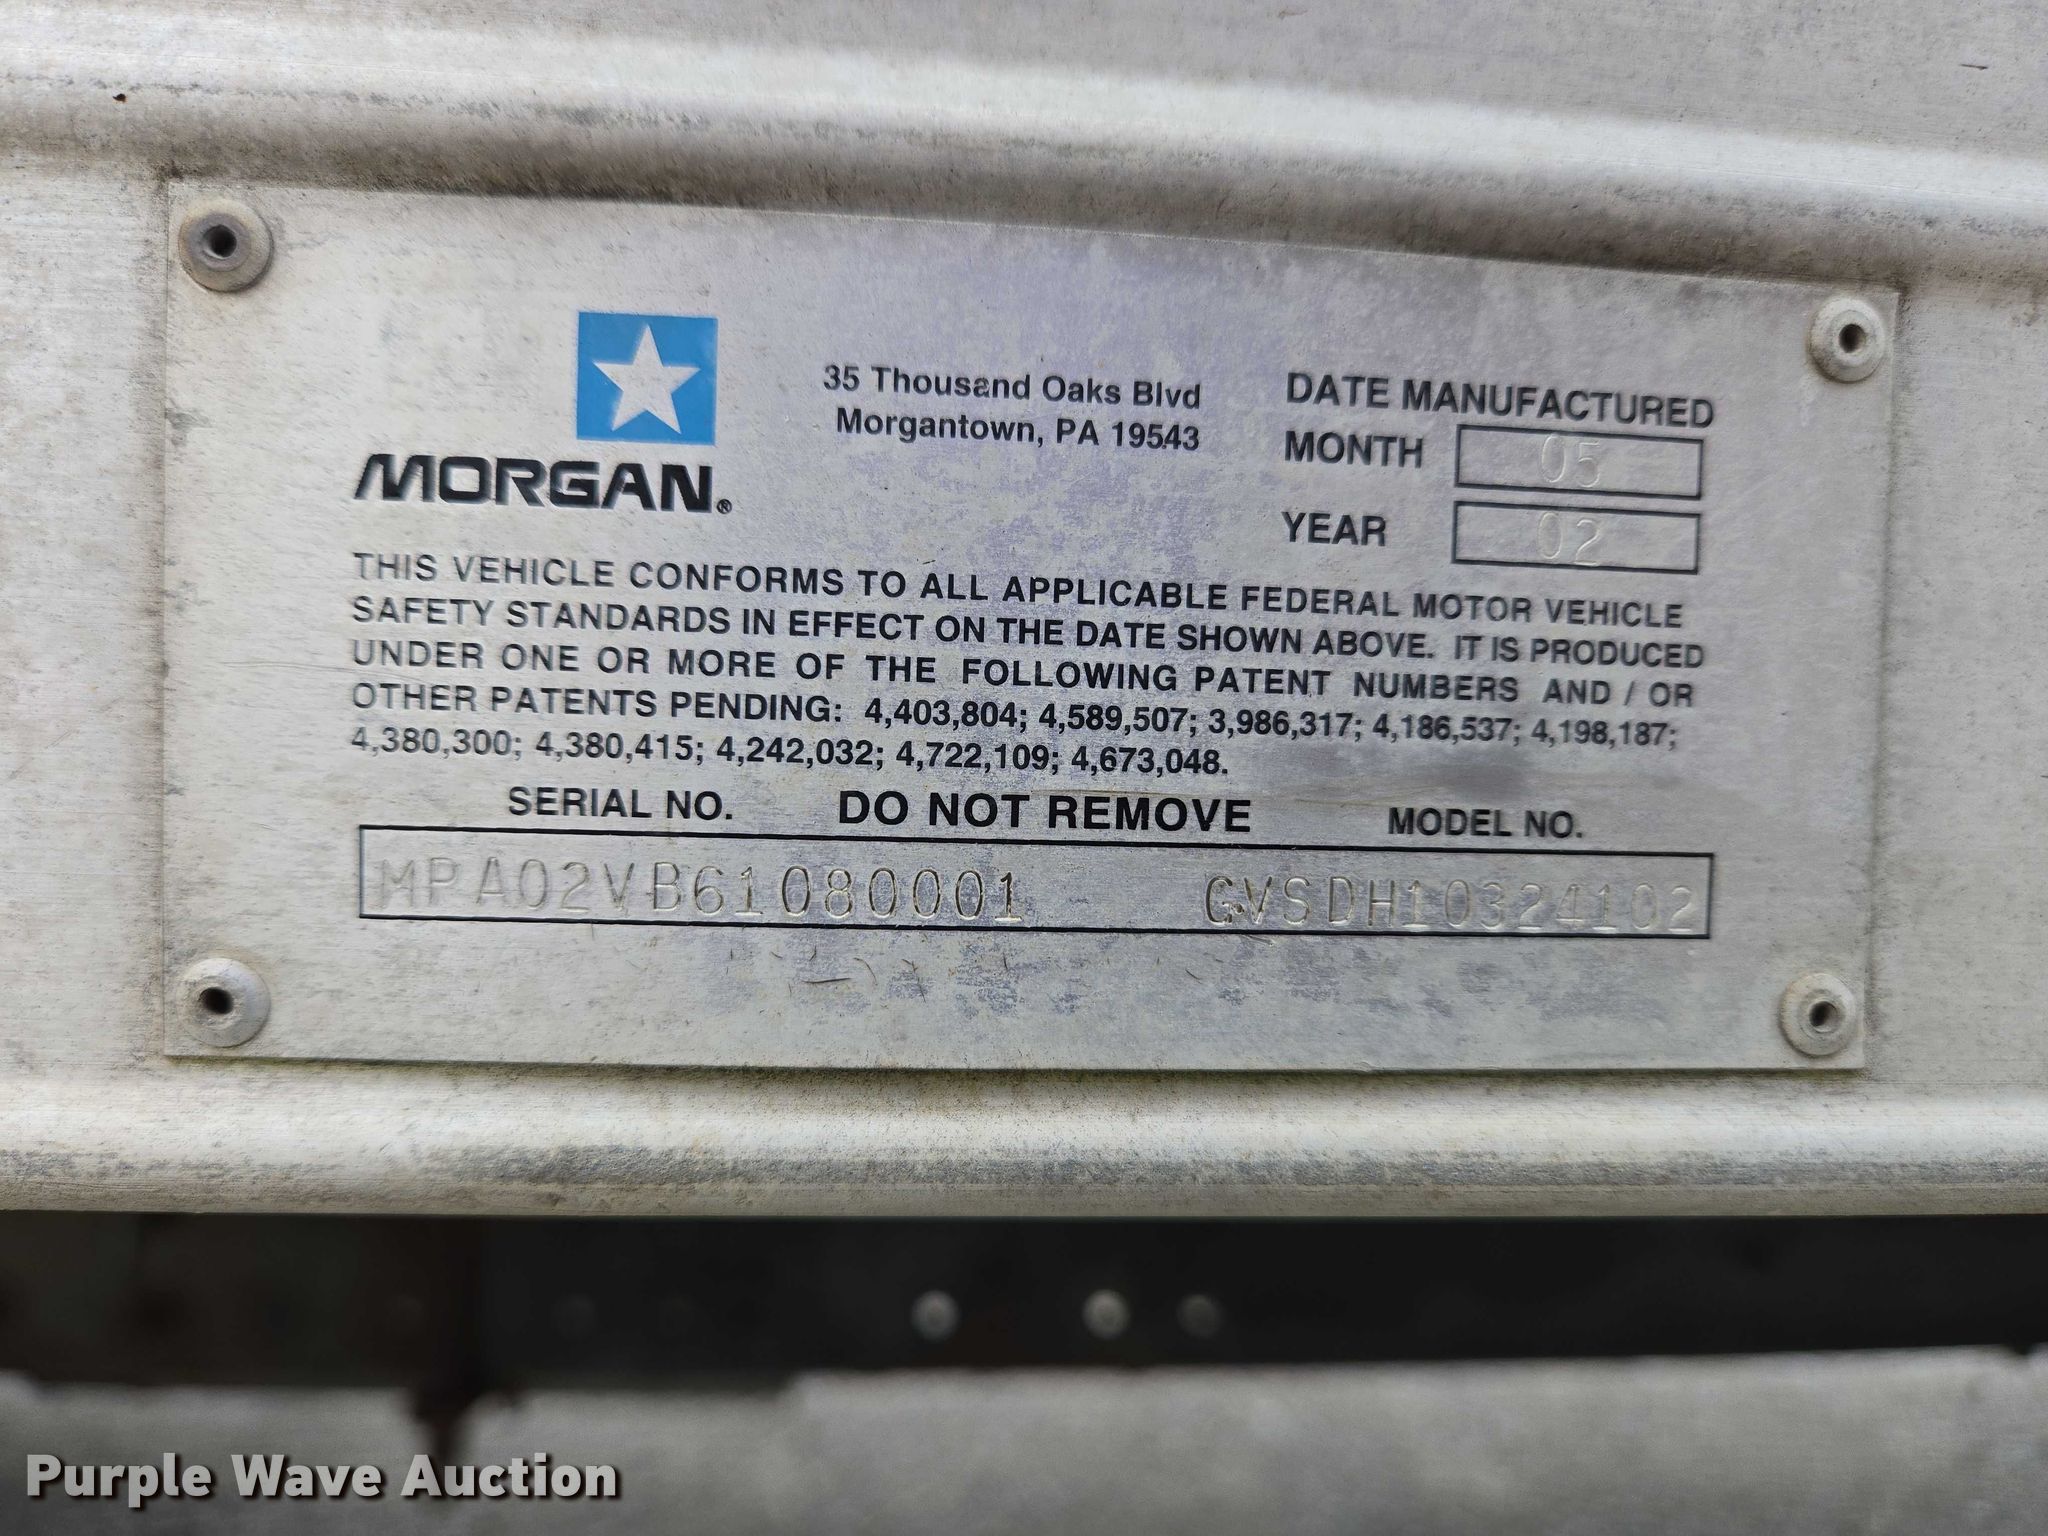 MORGAN®
35 Thousand Oaks Blvd
Morgantown, PA 19543
DATE MANUFACTURED
MONTH 05
YEAR 02
THIS VEHICLE CONFORMS TO ALL APPLICABLE FEDERAL MOTOR VEHICLE
SAFETY STANDARDS IN EFFECT ON THE DATE SHOWN ABOVE. IT IS PRODUCED
UNDER ONE OR MORE OF THE FOLLOWING PATENT NUMBERS AND / OR
OTHER PATENTS PENDING: 4,403,804; 4,589,507; 3,986,317; 4,186,537; 4,198,187;
4,380,300; 4,380,415; 4,242,032; 4,722,109; 4,673,048.
SERIAL NO. DO NOT REMOVE MODEL NO.
MPA02VB61080001 GVSDH10324102
Purple Wave Auction